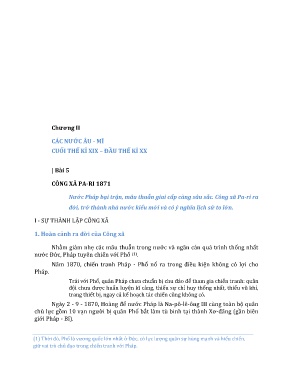 Chương II
CÁC NƯỚC ÂU - MĨ
CUỐI THẾ KỈ XIX – ĐẦU THẾ KỈ XX
| Bài 5
CÔNG XÃ PA-RI 1871
Nước Pháp bại trận, mâu thuẫn giai cấp càng sâu sắc. Công xã Pa-ri ra
đời, trở thành nhà nước kiểu mới và có ý nghĩa lịch sử to lớn.
I - SỰ THÀNH LẬP CÔNG XÃ
1. Hoàn cảnh ra đời của Công xã
Nhằm giảm nhẹ các mâu thuẫn trong nước và ngăn cản quá trình thống nhất
nước Đức, Pháp tuyên chiến với Phổ (1).
Năm 1870, chiến tranh Pháp - Phổ nổ ra trong điều kiện không có lợi cho
Pháp.
Trái với Phổ, quân Pháp chưa chuẩn bị chu đáo để tham gia chiến tranh: quân
đội chưa được huấn luyện kĩ càng, thiếu sự chỉ huy thống nhất, thiếu vũ khí,
trang thiết bị, ngay cả kế hoạch tác chiến cũng không có.
Ngày 2 - 9 - 1870, Hoàng đế nước Pháp là Na-pô-lê-ông III cùng toàn bộ quân
chủ lực gồm 10 vạn người bị quân Phổ bắt làm tù binh tại thành Xơ-đăng (gần biên
giới Pháp - Bỉ).
(1) Thời đó, Phổ là vương quốc lớn nhất ở Đức, có lực lượng quân sự hùng mạnh và hiếu chiến,
giữ vai trò chủ đạo trong chiến tranh với Pháp.